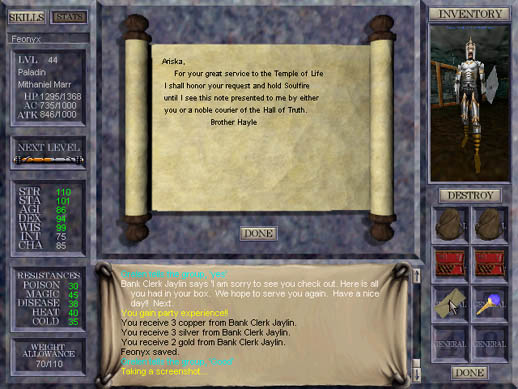 SKILLS STATS
Feonyx
LVL 44
Paladin
Mithaniel Marr
HP 1295/1368
AC 735/1000
ATK 846/1000
NEXT LEVEL
STR 110
STA 101
AGI 86
DEX 94
WIS 99
INT 75
CHA 85
RESISTANCES
POISON 30
MAGIC 45
DISEASE 38
HEAT 40
COLD 35
WEIGHT
ALLOWANCE
70/110
Ariska,
For your great service to the Temple of Life
I shall honor your request and hold Soulfire
until I see this note presented to me by either
you or a noble courier of the Hall of Truth.
Brother Hayle
DONE
Bank Clerk Jaylin says 'I am sorry to see you check out. Here is all
you had in your box. We hope to serve you again. Have a nice
day!! Next.
You gain party experience!!
You receive 3 copper from Bank Clerk Jaylin.
You receive 3 silver from Bank Clerk Jaylin.
You receive 2 gold from Bank Clerk Jaylin.
Feonyx saved.
Taking a screenshot...
INVENTORY
DESTROY
GENERAL
GENERAL
DONE